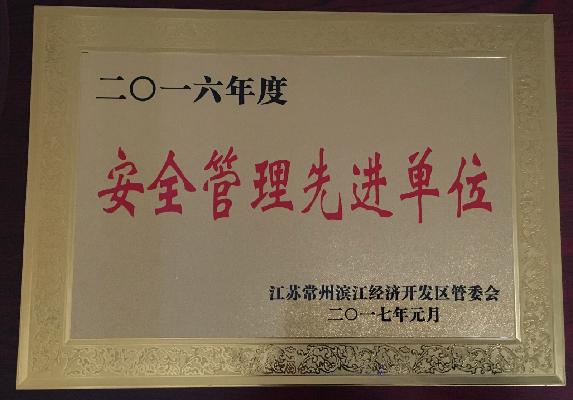 二〇一六年度
安全管理先进单位
江苏常州滨江经济开发区管委会
二〇一七年元月